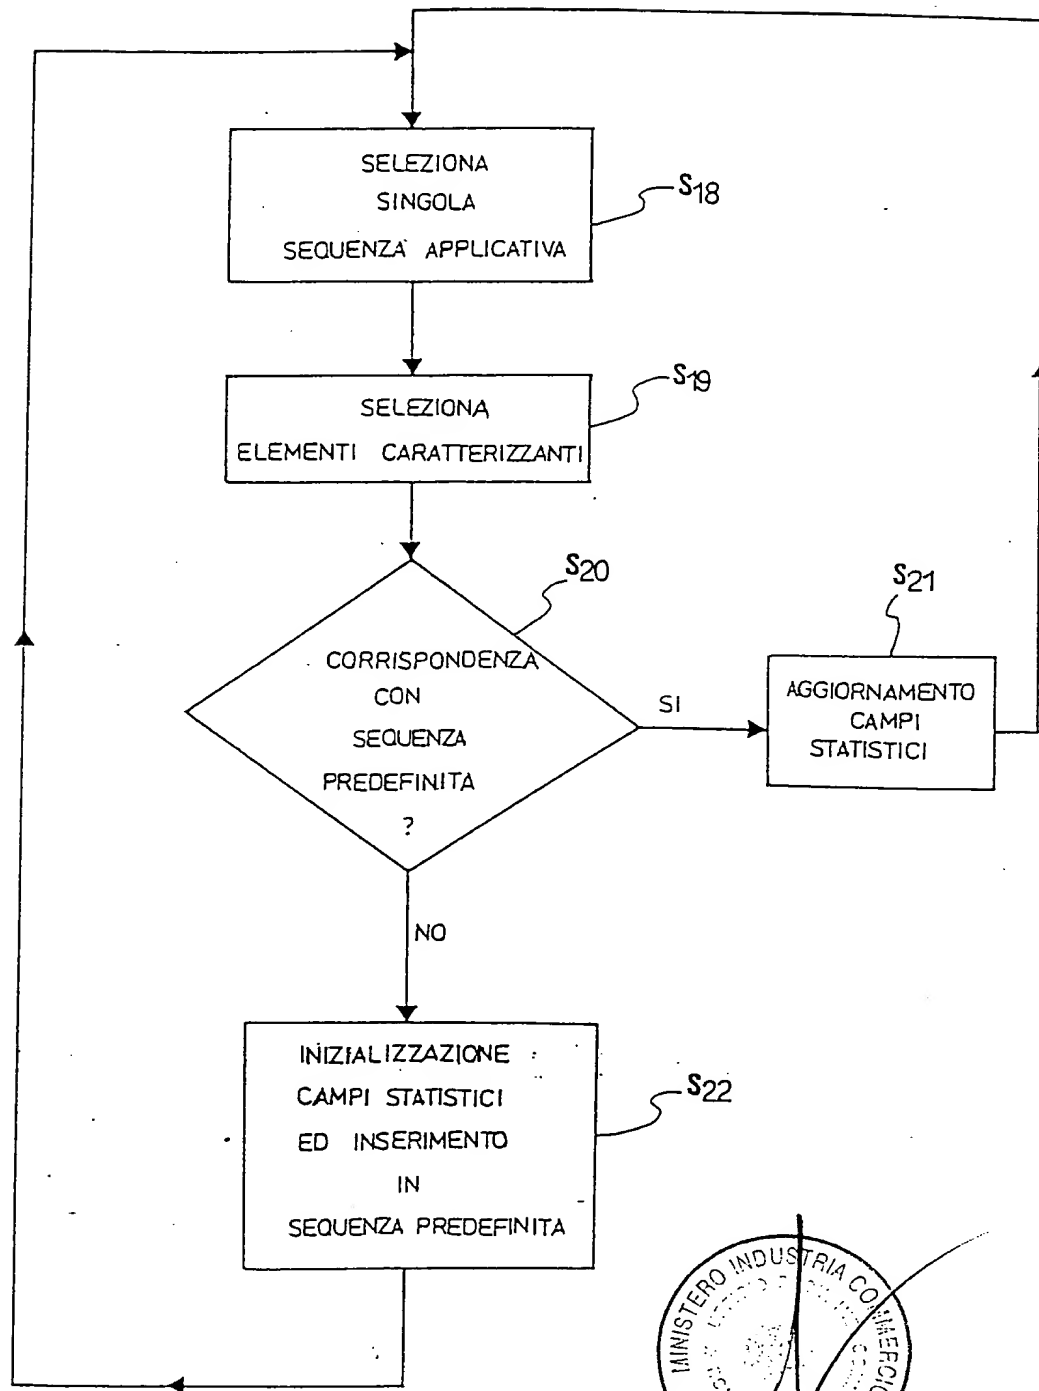 SELEZIONA
SINGOLA
SEQUENZA APPLICATIVA
S18
SELEZIONA
ELEMENTI CARATTERIZZANTI
S19
S20
CORRISPONDENZA
CON
SEQUENZA
PREDEFINITA
?
SI
S21
AGGIORNAMENTO
CAMPI
STATISTICI
NO
INIZIALIZZAZIONE
CAMPI STATISTICI
ED INSERIMENTO
IN
SEQUENZA PREDEFINITA
S22
MINISTERO INDUSTRIA COMMERCIO